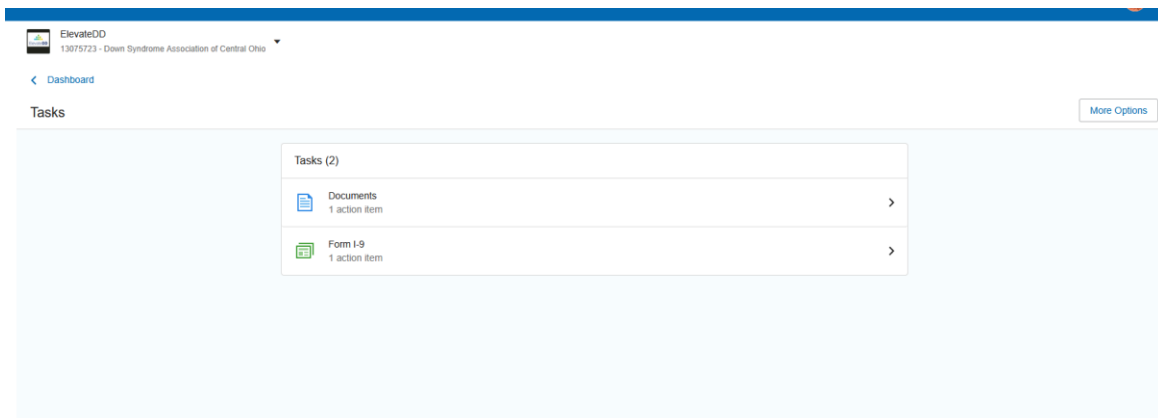 ElevateDD
13075723 - Down Syndrome Association of Central Ohio
Dashboard
Tasks
More Options
Tasks (2)
Documents
1 action item
Form I-9
1 action item